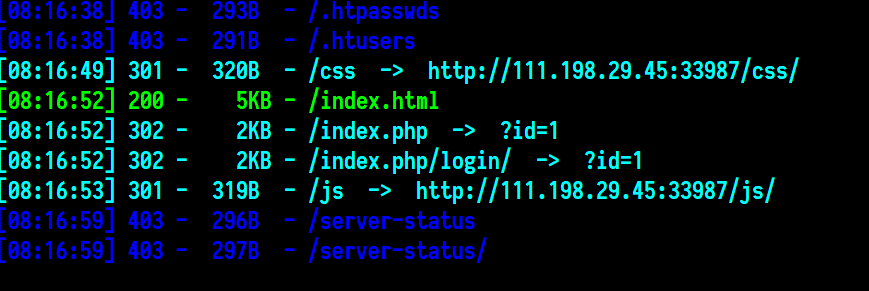 [08:16:38] 403 -  293B  - /.htpasswds
[08:16:38] 403 -  291B  - /.htusers
[08:16:49] 301 -  320B  - /css  ->  http://111.198.29.45:33987/css/
[08:16:52] 200 -    5KB - /index.html
[08:16:52] 302 -    2KB - /index.php  ->  ?id=1
[08:16:52] 302 -    2KB - /index.php/login/  ->  ?id=1
[08:16:53] 301 -  319B  - /js  ->  http://111.198.29.45:33987/js/
[08:16:59] 403 -  296B  - /server-status
[08:16:59] 403 -  297B  - /server-status/